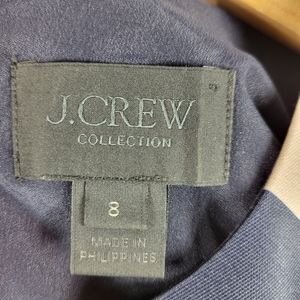 J.CREW
COLLECTION
8
MADE IN
PHILIPPINES